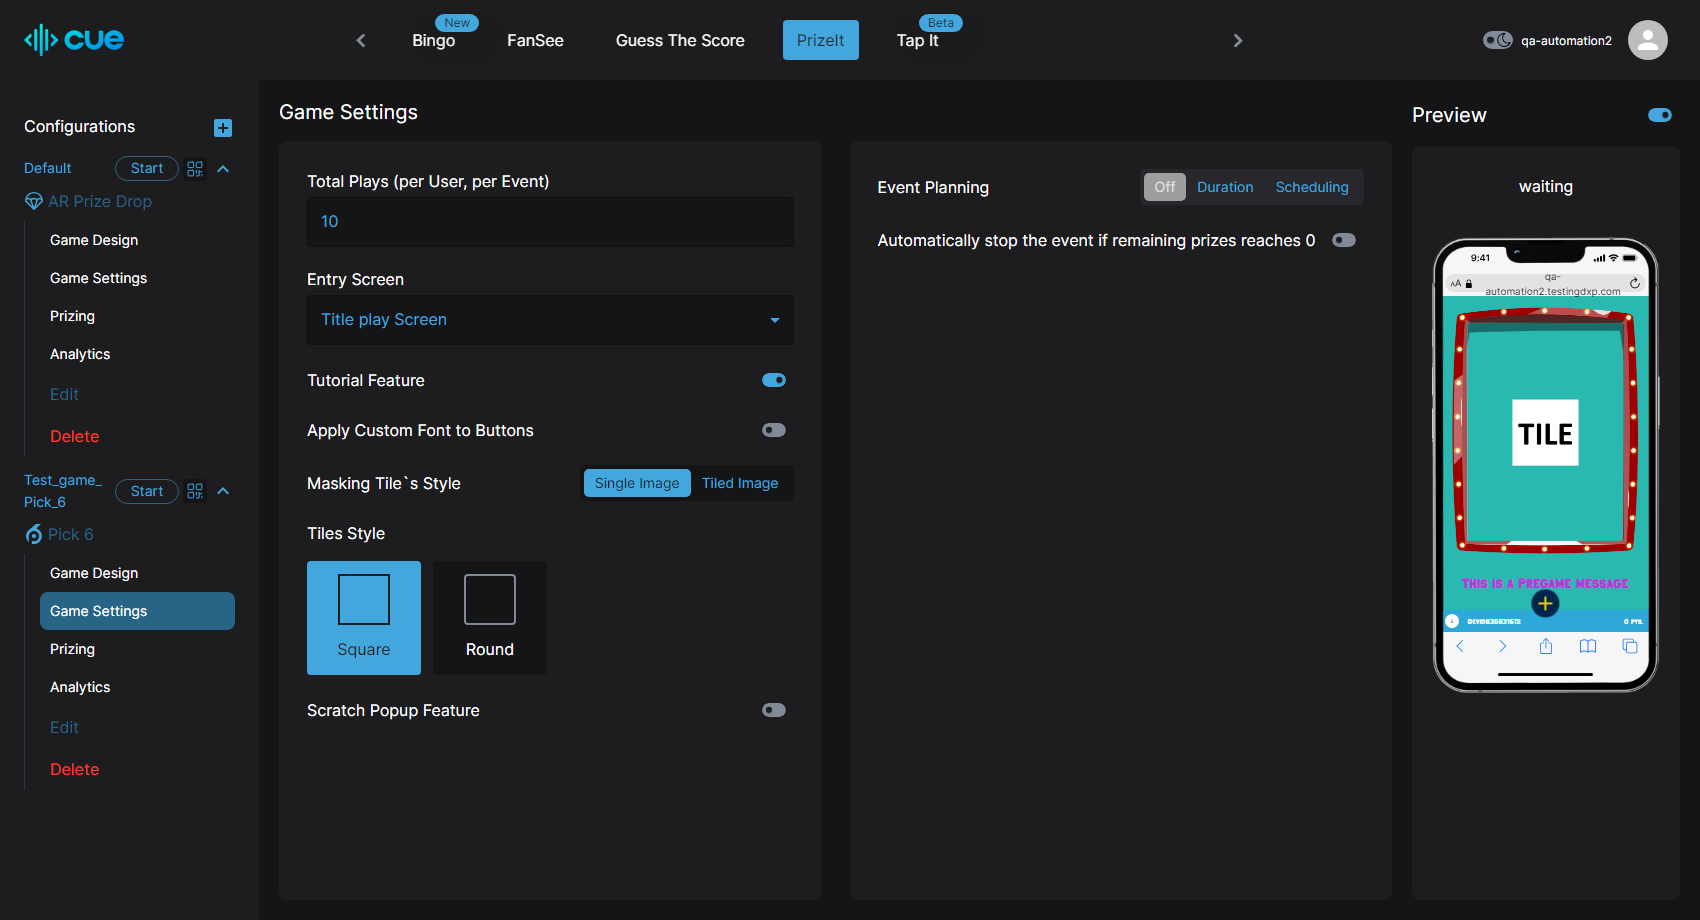 cue
New
Bingo
FanSee
Guess The Score
PrizeIt
Beta
Tap It
qa-automation2
Configurations
Default
Start
AR Prize Drop
Game Design
Game Settings
Prizing
Analytics
Edit
Delete
Test_game_
Pick_6
Start
Pick 6
Game Design
Game Settings
Prizing
Analytics
Edit
Delete
Game Settings
Total Plays (per User, per Event)
10
Entry Screen
Title play Screen
Tutorial Feature
Apply Custom Font to Buttons
Masking Tile`s Style
Single Image
Tiled Image
Tiles Style
Square
Round
Scratch Popup Feature
Event Planning
Off
Duration
Scheduling
Automatically stop the event if remaining prizes reaches 0
Preview
waiting
9:41
AA
qa-
automation2.testingdxp.com
TILE
This is a Pregame message
0 PTS.